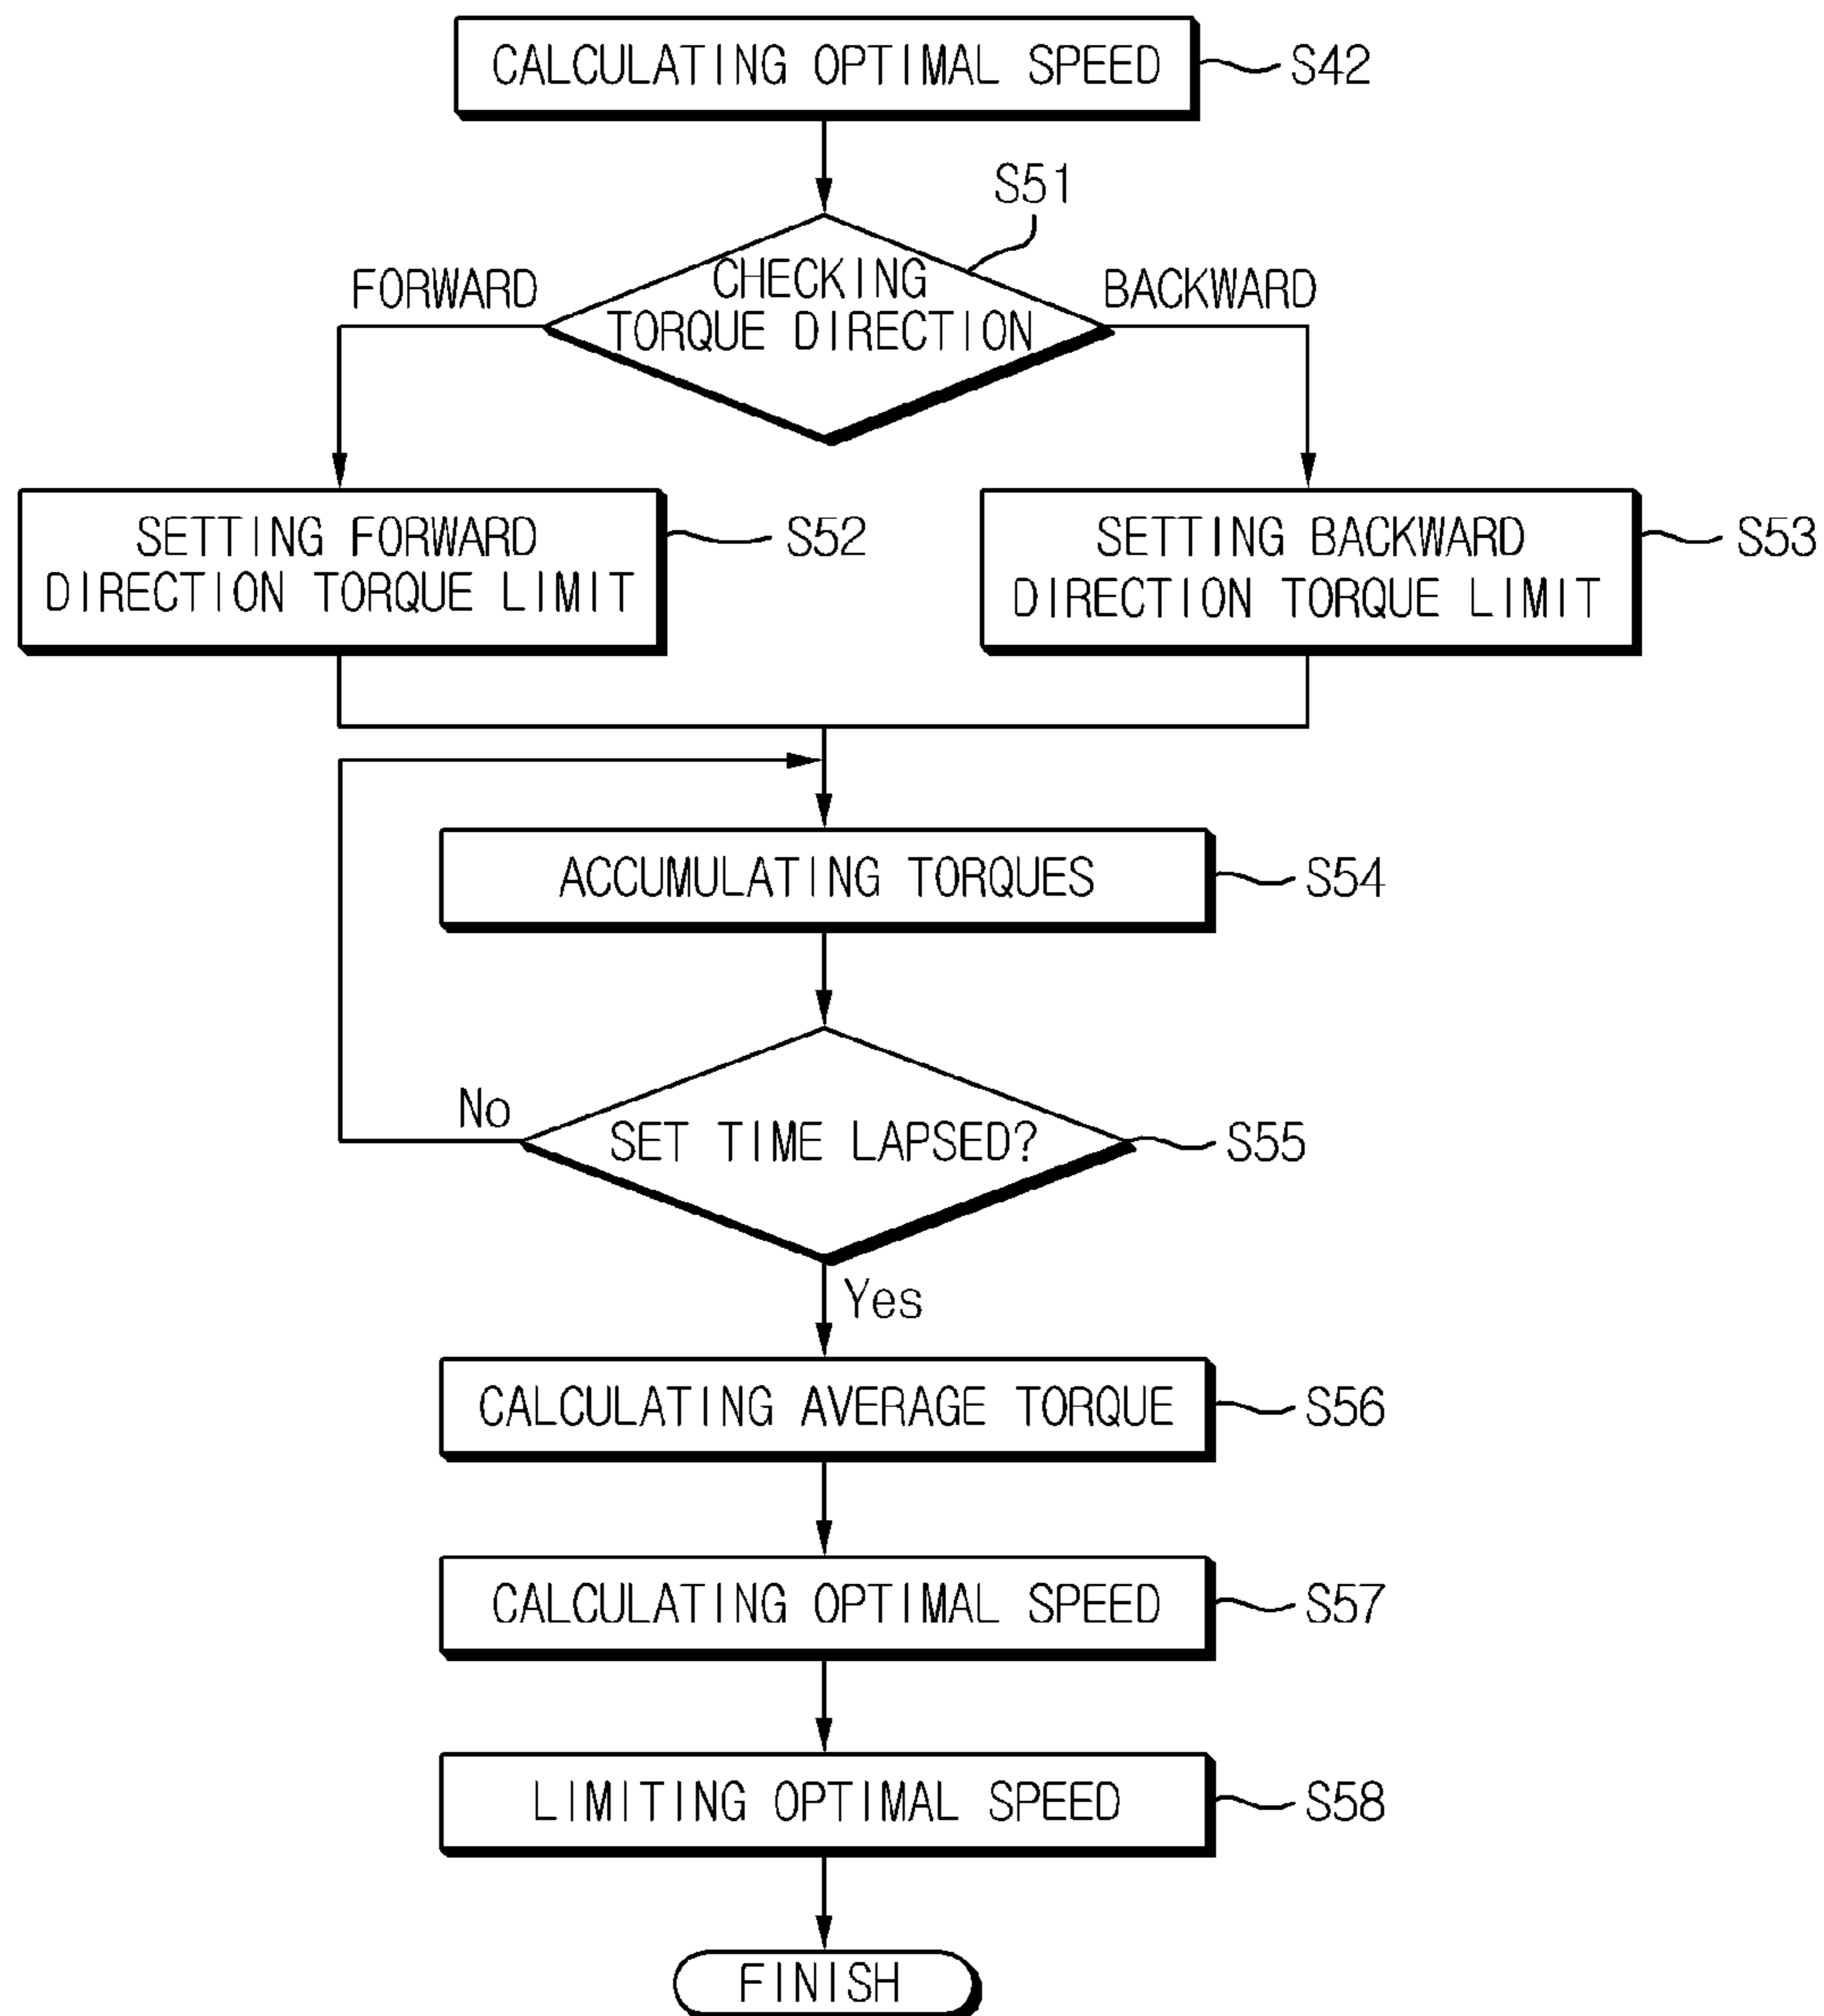 CALCULATING OPTIMAL SPEED
S42
S51
CHECKING
TORQUE DIRECTION
FORWARD
BACKWARD
SETTING FORWARD
DIRECTION TORQUE LIMIT
S52
SETTING BACKWARD
DIRECTION TORQUE LIMIT
S53
ACCUMULATING TORQUES
S54
No
SET TIME LAPSED?
S55
Yes
CALCULATING AVERAGE TORQUE
S56
CALCULATING OPTIMAL SPEED
S57
LIMITING OPTIMAL SPEED
S58
FINISH